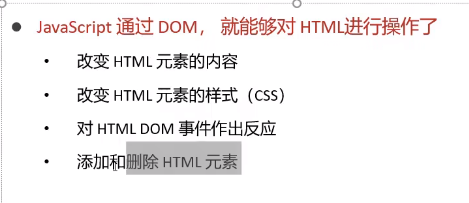 ● JavaScript 通过 DOM， 就能够对 HTML进行操作了
• 改变 HTML 元素的内容
• 改变 HTML 元素的样式（CSS）
• 对 HTML DOM 事件作出反应
• 添加和删除 HTML 元素